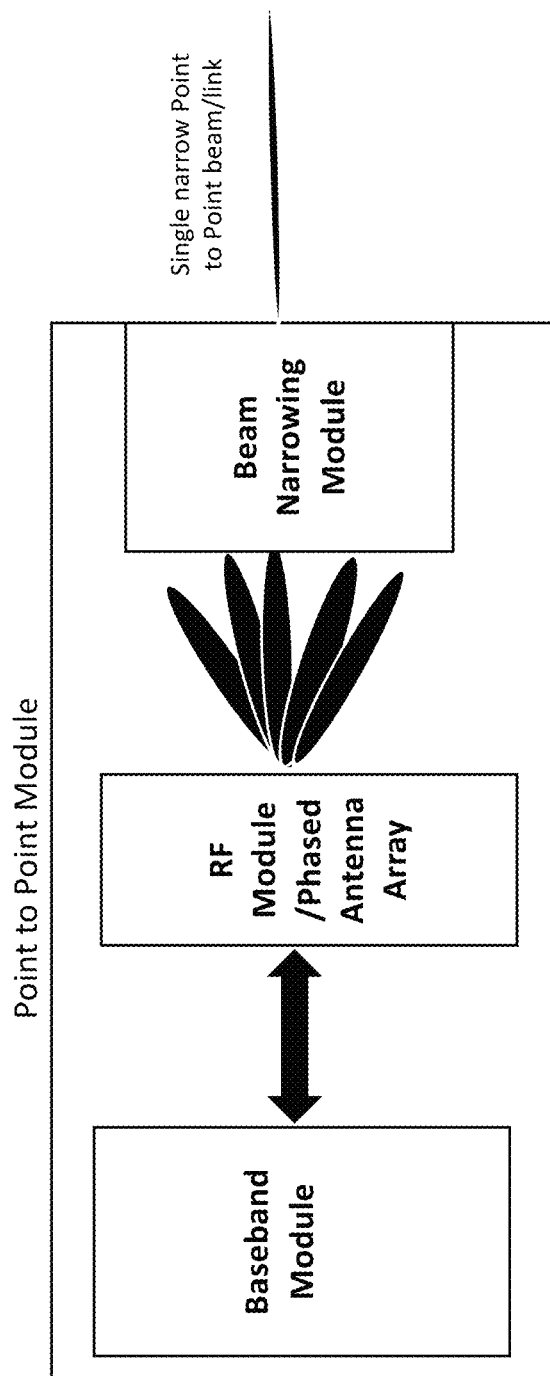 Point to Point Module
Baseband
Module
RF
Module
/Phased
Antenna
Array
Beam
Narrowing
Module
Single narrow Point
to Point beam/link